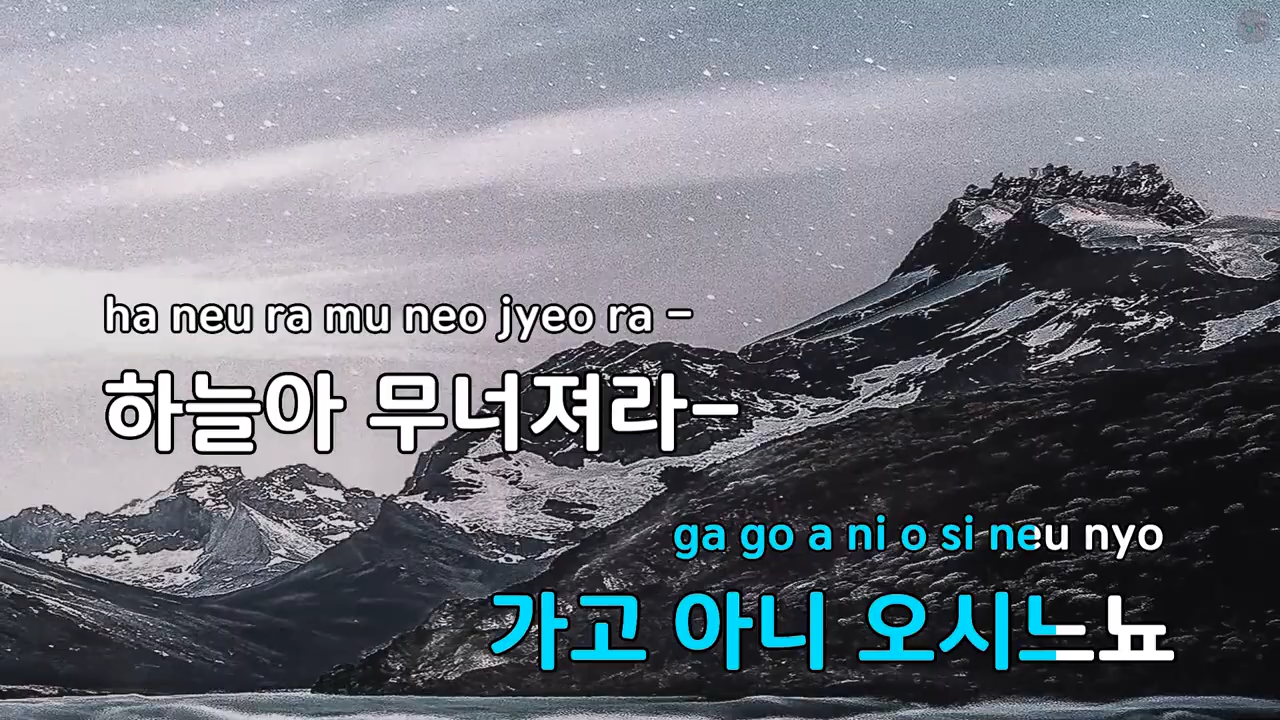 ha neu ra mu neo jyeo ra -
하늘아 무너져라-
ga go a ni o si neu nyo
가고 아니 오시느뇨